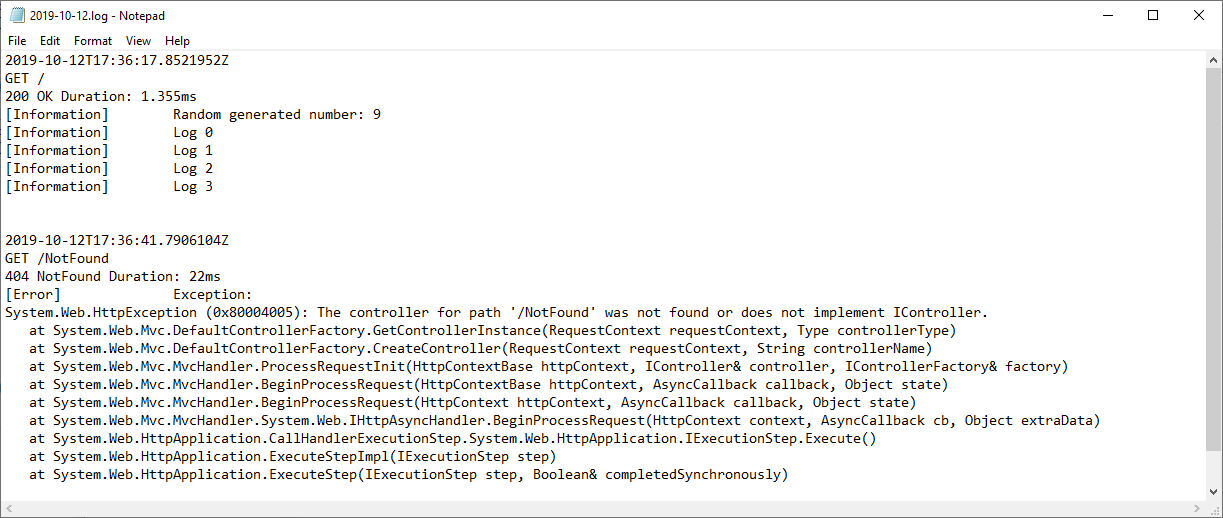 2019-10-12.log - Notepad
File Edit Format View Help
2019-10-12T17:36:17.8521952Z
GET /
200 OK Duration: 1.355ms
[Information] Random generated number: 9
[Information] Log 0
[Information] Log 1
[Information] Log 2
[Information] Log 3
2019-10-12T17:36:41.7906104Z
GET /NotFound
404 NotFound Duration: 22ms
[Error] Exception:
System.Web.HttpException (0x80004005): The controller for path '/NotFound' was not found or does not implement IController.
at System.Web.Mvc.DefaultControllerFactory.GetControllerInstance(RequestContext requestContext, Type controllerType)
at System.Web.Mvc.DefaultControllerFactory.CreateController(RequestContext requestContext, String controllerName)
at System.Web.Mvc.MvcHandler.ProcessRequestInit(HttpContextBase httpContext, IController& controller, IControllerFactory& factory)
at System.Web.Mvc.MvcHandler.BeginProcessRequest(HttpContextBase httpContext, AsyncCallback callback, Object state)
at System.Web.Mvc.MvcHandler.BeginProcessRequest(HttpContext httpContext, AsyncCallback callback, Object state)
at System.Web.Mvc.MvcHandler.System.Web.IHttpAsyncHandler.BeginProcessRequest(HttpContext context, AsyncCallback cb, Object extraData)
at System.Web.HttpApplication.CallHandlerExecutionStep.System.Web.HttpApplication.IExecutionStep.Execute()
at System.Web.HttpApplication.ExecuteStepImpl(IExecutionStep step)
at System.Web.HttpApplication.ExecuteStep(IExecutionStep step, Boolean& completedSynchronously)